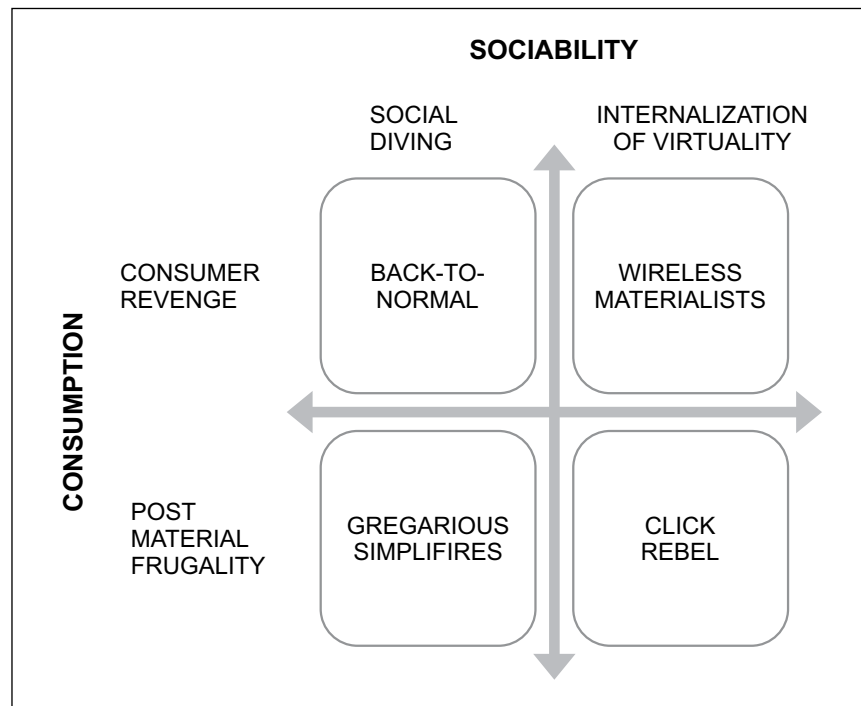 SOCIABILITY
SOCIAL
DIVING
INTERNALIZATION
OF VIRTUALITY
CONSUMPTION
CONSUMER
REVENGE
BACK-TO-
NORMAL
WIRELESS
MATERIALISTS
POST
MATERIAL
FRUGALITY
GREGARIOUS
SIMPLIFIRES
CLICK
REBEL